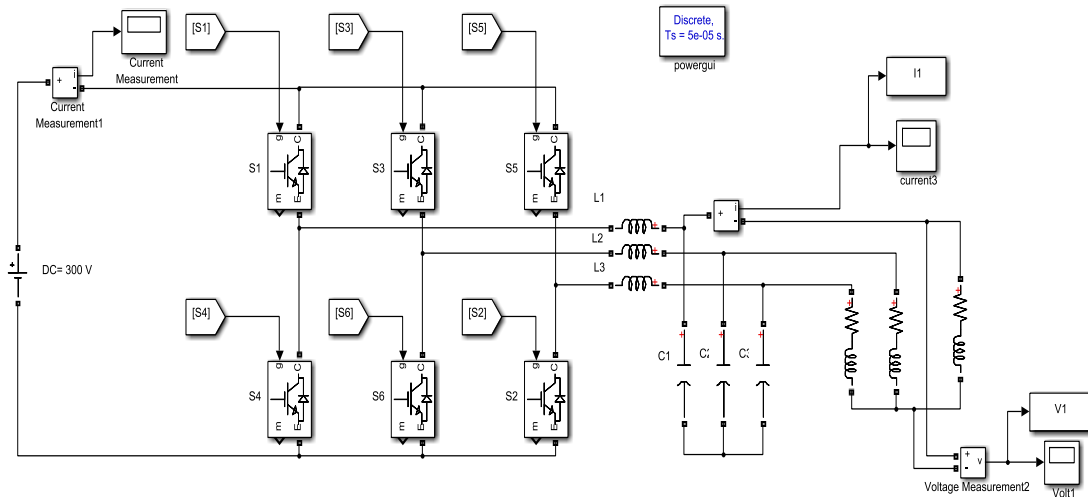 [S1]
[S3]
[S5]
Discrete,
Ts = 5e-05 s.
powergui
Current
Measurement
i
+
-
Current
Measurement1
I1
current3
g
C
S1
m
E
g
C
S3
m
E
g
C
S5
m
E
L1
+
L2
+
L3
+
+
i
-
+
DC= 300 V
[S4]
[S6]
[S2]
+
+
+
C1
+
C2
+
+
g
C
S4
m
E
g
C
S6
m
E
g
C
S2
m
E
V1
+
-
v
Voltage Measurement2
Volt1